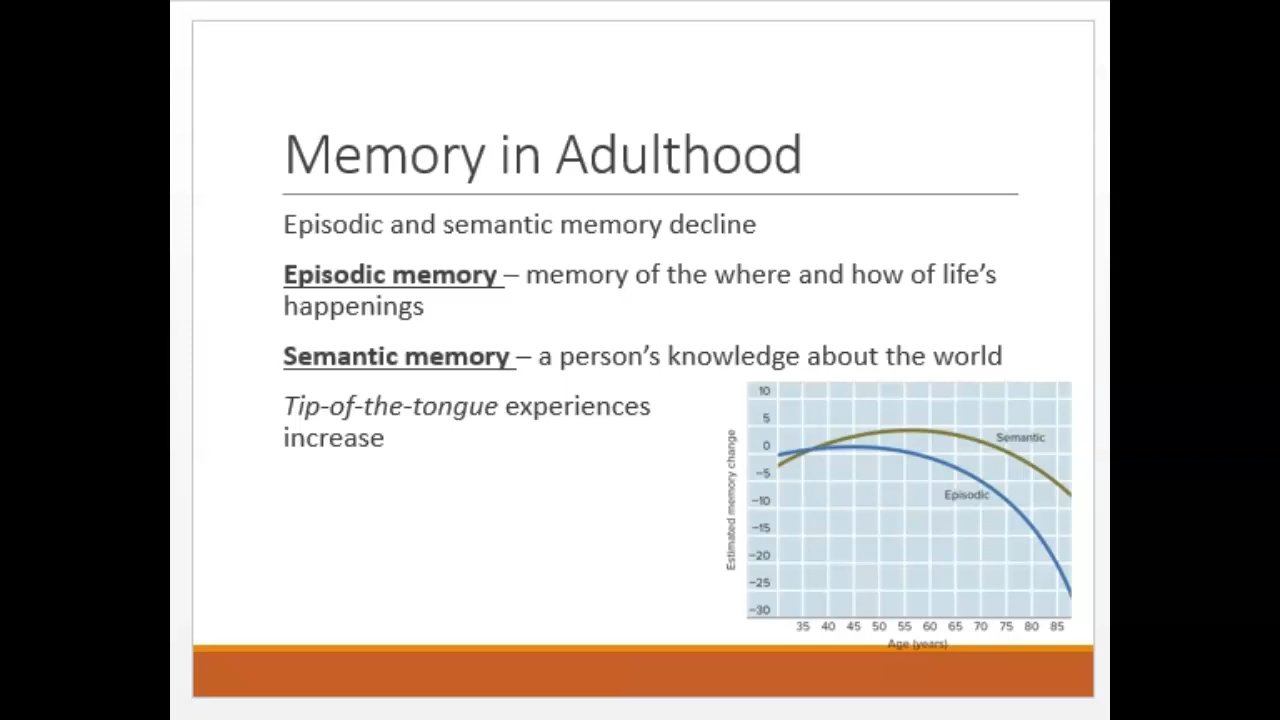 Memory in Adulthood
Episodic and semantic memory decline
Episodic memory – memory of the where and how of life's
happenings
Semantic memory – a person's knowledge about the world
Tip-of-the-tongue experiences
increase
10
5
0
−5
−10
−15
−20
−25
−30
Estimated memory change
Semantic
Episodic
35 40 45 50 55 60 65 70 75 80 85
Age (years)